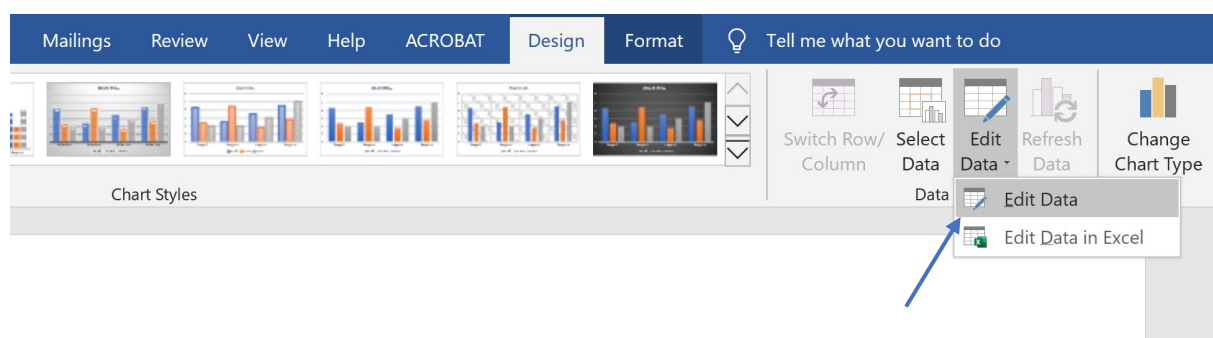 Mailings Review View Help ACROBAT Design Format Tell me what you want to do
Switch Row/ Column
Select Data
Edit Data
Refresh Data
Change Chart Type
Chart Styles
Data
Edit Data
Edit Data in Excel